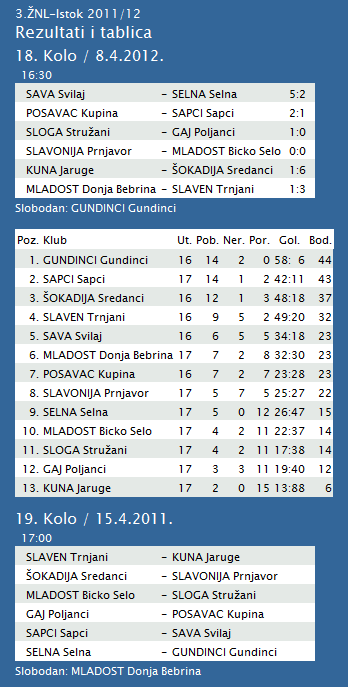 3.ŽNL-Istok 2011/12
Rezultati i tablica
18. Kolo / 8.4.2012.
16:30
SAVA Svilaj - SELNA Selna 5:2
POSAVAC Kupina - SAPCI Sapci 2:1
SLOGA Stružani - GAJ Poljanci 1:0
SLAVONIJA Prnjavor - MLADOST Bicko Selo 0:0
KUNA Jaruge - ŠOKADIJA Sredanci 1:6
MLADOST Donja Bebrina - SLAVEN Trnjani 1:3
Slobodan: GUNDINCI Gundinci
Poz. Klub Ut. Pob. Ner. Por. Gol. Bod.
1. GUNDINCI Gundinci 16 14 2 0 58: 6 44
2. SAPCI Sapci 17 14 1 2 42:11 43
3. ŠOKADIJA Sredanci 16 12 1 3 48:18 37
4. SLAVEN Trnjani 16 9 5 2 49:20 32
5. SAVA Svilaj 16 6 5 5 34:18 23
6. MLADOST Donja Bebrina 17 7 2 8 32:30 23
7. POSAVAC Kupina 16 7 2 7 23:28 23
8. SLAVONIJA Prnjavor 17 5 7 5 25:27 22
9. SELNA Selna 17 5 0 12 26:47 15
10. MLADOST Bicko Selo 17 4 2 11 22:37 14
11. SLOGA Stružani 17 4 2 11 17:38 14
12. GAJ Poljanci 17 3 3 11 19:40 12
13. KUNA Jaruge 17 2 0 15 13:88 6
19. Kolo / 15.4.2011.
17:00
SLAVEN Trnjani - KUNA Jaruge
ŠOKADIJA Sredanci - SLAVONIJA Prnjavor
MLADOST Bicko Selo - SLOGA Stružani
GAJ Poljanci - POSAVAC Kupina
SAPCI Sapci - SAVA Svilaj
SELNA Selna - GUNDINCI Gundinci
Slobodan: MLADOST Donja Bebrina